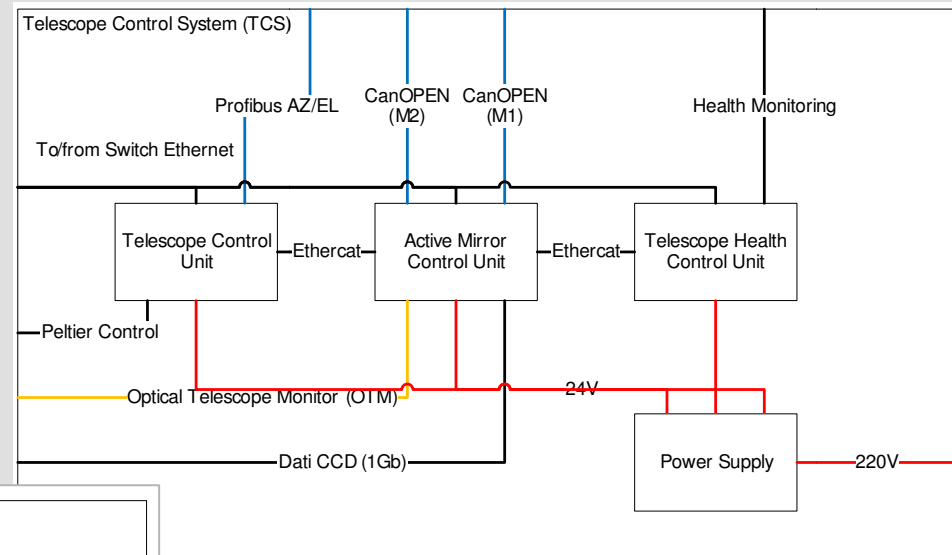 Telescope Control System (TCS)
Profibus AZ/EL
CanOPEN
(M2)
CanOPEN
(M1)
Health Monitoring
To/from Switch Ethernet
Telescope Control
Unit
Ethercat
Active Mirror
Control Unit
Ethercat
Telescope Health
Control Unit
Peltier Control
24V
Optical Telescope Monitor (OTM)
Dati CCD (1Gb)
Power Supply
220V